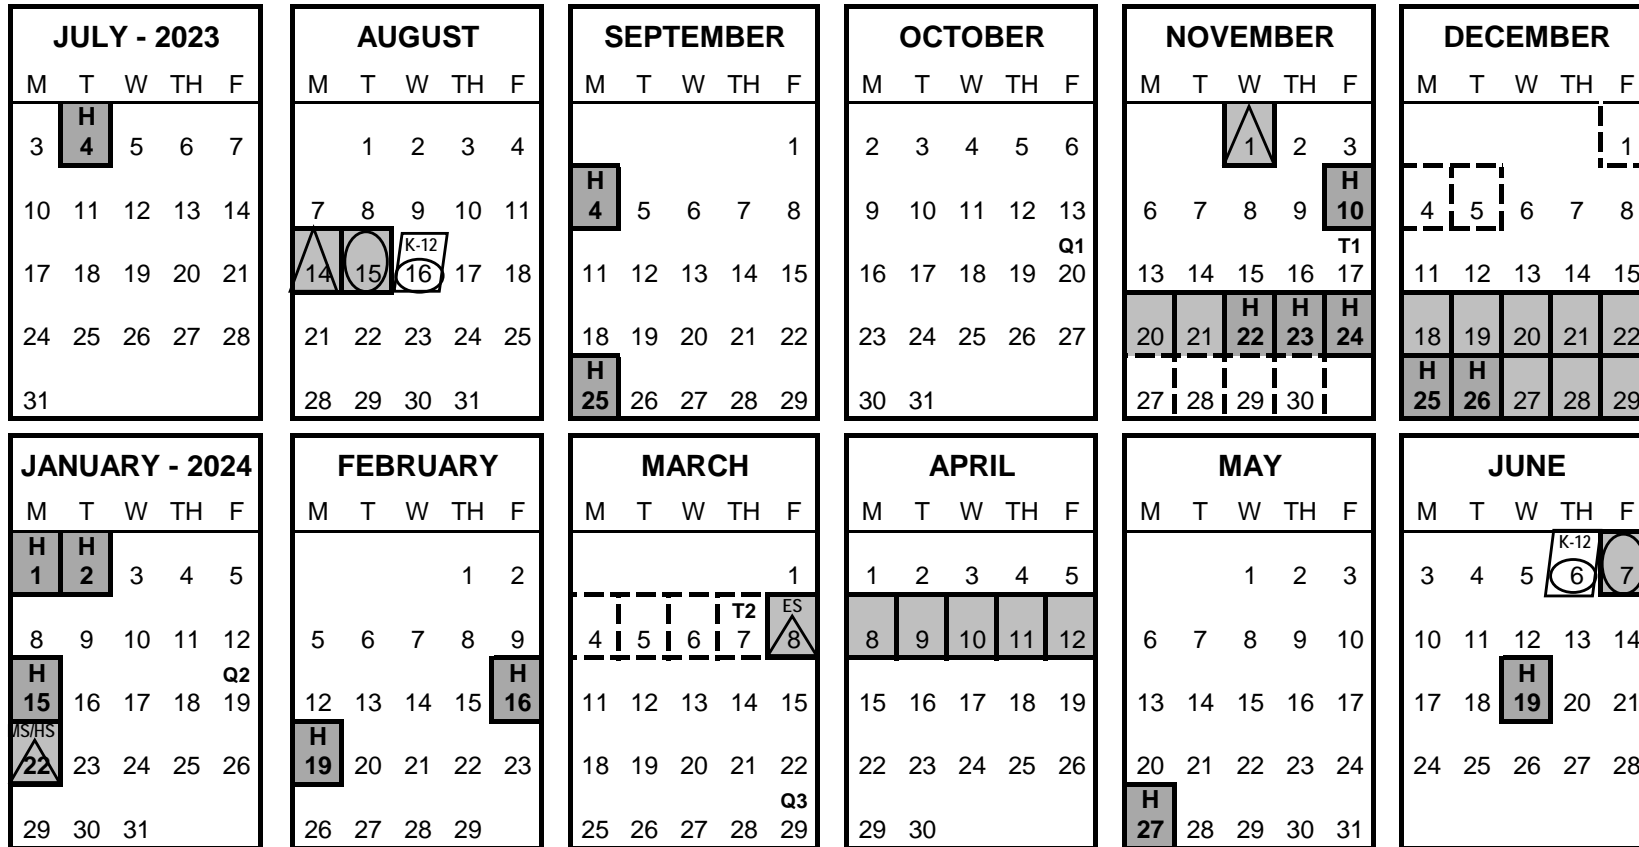 JULY - 2023 AUGUST SEPTEMBER OCTOBER NOVEMBER DECEMBER
M T W TH F M T W TH F M T W TH F M T W TH F M T W TH F M T W TH F
H
3 4 5 6 7 1 2 3 4 1 2 3 4 5 6 1 2 3 1
H H
10 11 12 13 14 7 8 9 10 11 4 5 6 7 8 9 10 11 12 13 6 7 8 9 10 4 5 6 7 8
K-12 Q1 T1
17 18 19 20 21 14 15 16 17 18 11 12 13 14 15 16 17 18 19 20 13 14 15 16 17 11 12 13 14 15
H H H
24 25 26 27 28 21 22 23 24 25 18 19 20 21 22 23 24 25 26 27 20 21 22 23 24 18 19 20 21 22
H H H
31 28 29 30 31 25 26 27 28 29 30 31 27 28 29 30 25 26 27 28 29
JANUARY - 2024 FEBRUARY MARCH APRIL MAY JUNE
M T W TH F M T W TH F M T W TH F M T W TH F M T W TH F M T W TH F
H H K-12
1 2 3 4 5 1 2 1 1 2 3 4 5 1 2 3 3 4 5 6 7
T2 ES
8 9 10 11 12 5 6 7 8 9 4 5 6 7 8 8 9 10 11 12 6 7 8 9 10 10 11 12 13 14
H Q2 H H
15 16 17 18 19 12 13 14 15 16 11 12 13 14 15 15 16 17 18 19 13 14 15 16 17 17 18 19 20 21
MS/HS H
22 23 24 25 26 19 20 21 22 23 18 19 20 21 22 22 23 24 25 26 20 21 22 23 24 24 25 26 27 28
Q3 H
29 30 31 26 27 28 29 25 26 27 28 29 29 30 27 28 29 30 31